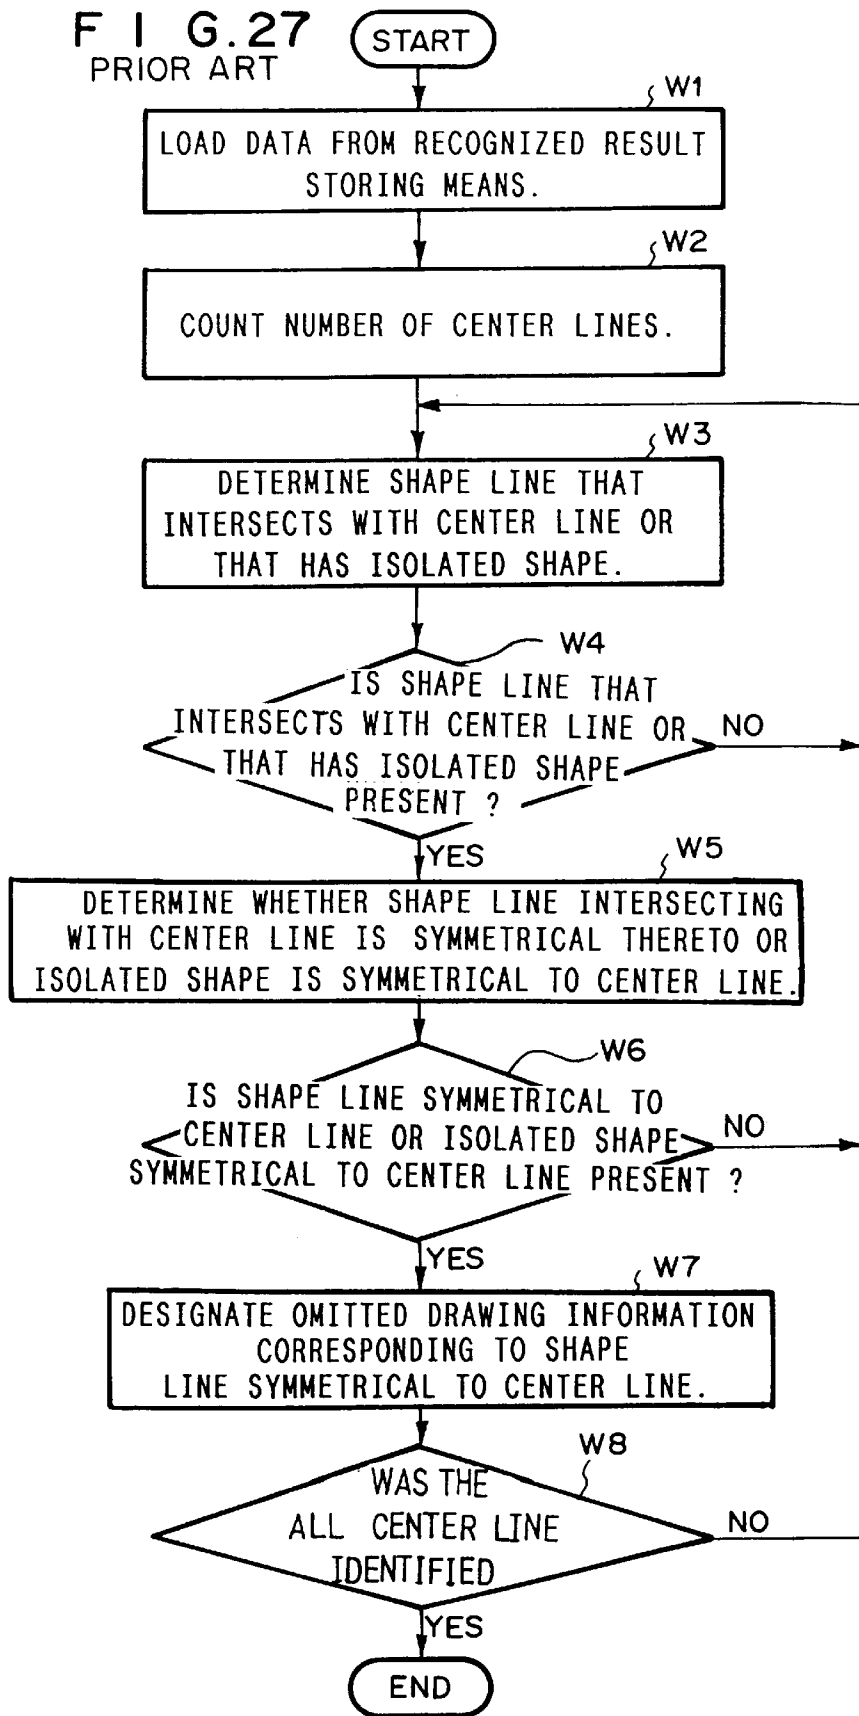 F I G.27
PRIOR ART
START
W1
LOAD DATA FROM RECOGNIZED RESULT
STORING MEANS.
W2
COUNT NUMBER OF CENTER LINES.
W3
DETERMINE SHAPE LINE THAT
INTERSECTS WITH CENTER LINE OR
THAT HAS ISOLATED SHAPE.
W4
IS SHAPE LINE THAT
INTERSECTS WITH CENTER LINE OR
THAT HAS ISOLATED SHAPE
PRESENT ?
NO
YES
W5
DETERMINE WHETHER SHAPE LINE INTERSECTING
WITH CENTER LINE IS SYMMETRICAL THERETO OR
ISOLATED SHAPE IS SYMMETRICAL TO CENTER LINE.
W6
IS SHAPE LINE SYMMETRICAL TO
CENTER LINE OR ISOLATED SHAPE
SYMMETRICAL TO CENTER LINE PRESENT ?
NO
YES
W7
DESIGNATE OMITTED DRAWING INFORMATION
CORRESPONDING TO SHAPE
LINE SYMMETRICAL TO CENTER LINE.
W8
WAS THE
ALL CENTER LINE
IDENTIFIED
NO
YES
END